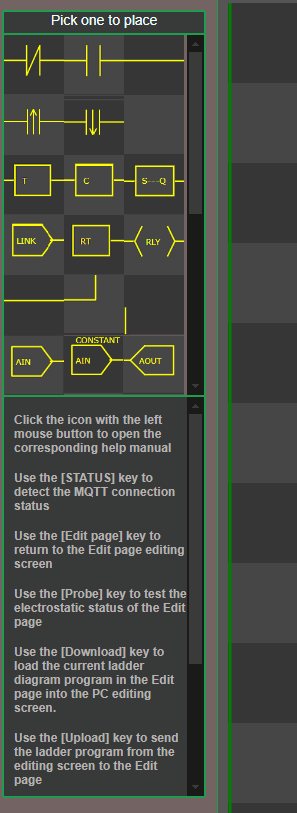 Pick one to place
T C S---Q
LINK RT RLY
CONSTANT
AIN AIN AOUT
Click the icon with the left
mouse button to open the
corresponding help manual
Use the [STATUS] key to
detect the MQTT connection
status
Use the [Edit page] key to
return to the Edit page editing
screen
Use the [Probe] key to test the
electrostatic status of the Edit
page
Use the [Download] key to
load the current ladder
diagram program in the Edit
page into the PC editing
screen.
Use the [Upload] key to send
the ladder program from the
editing screen to the Edit
page